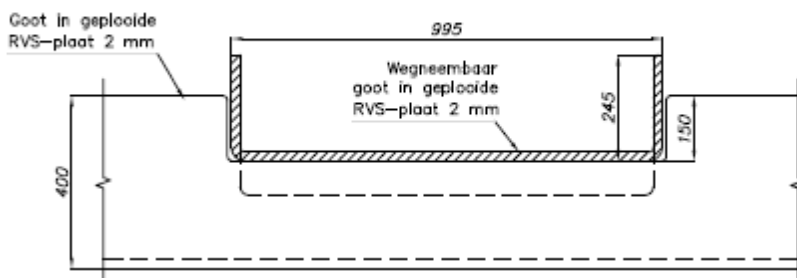 Goot in geplooide
RVS-plaat 2 mm
995
Wegneembaar
goot in geplooide
RVS-plaat 2 mm
245
150
400